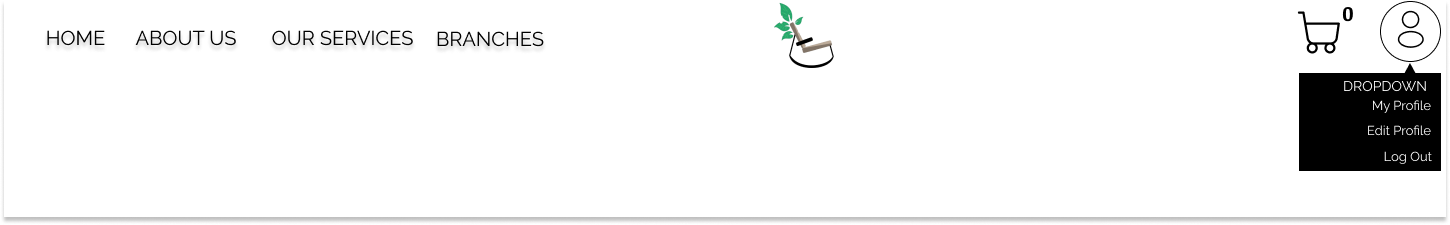 HOME ABOUT US OUR SERVICES BRANCHES 0
DROPDOWN
My Profile
Edit Profile
Log Out